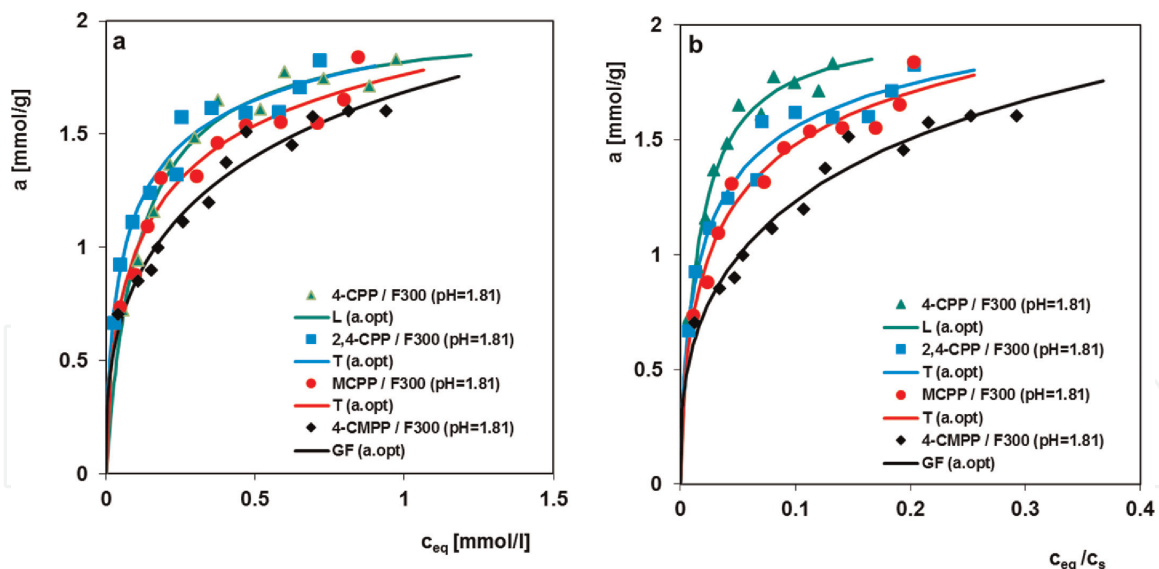 a
a [mmol/g]
2
1.5
1
0.5
0
4-CPP / F300 (pH=1.81)
L (a.opt)
2,4-CPP / F300 (pH=1.81)
T (a.opt)
MCPP / F300 (pH=1.81)
T (a.opt)
4-CMPP / F300 (pH=1.81)
GF (a.opt)
0 0.5 1 1.5
c_eq [mmol/l]
b
a [mmol/g]
2
1.5
1
0.5
0
4-CPP / F300 (pH=1.81)
L (a.opt)
2,4-CPP / F300 (pH=1.81)
T (a.opt)
MCPP / F300 (pH=1.81)
T (a.opt)
4-CMPP / F300 (pH=1.81)
GF (a.opt)
0 0.1 0.2 0.3 0.4
c_eq /c_s